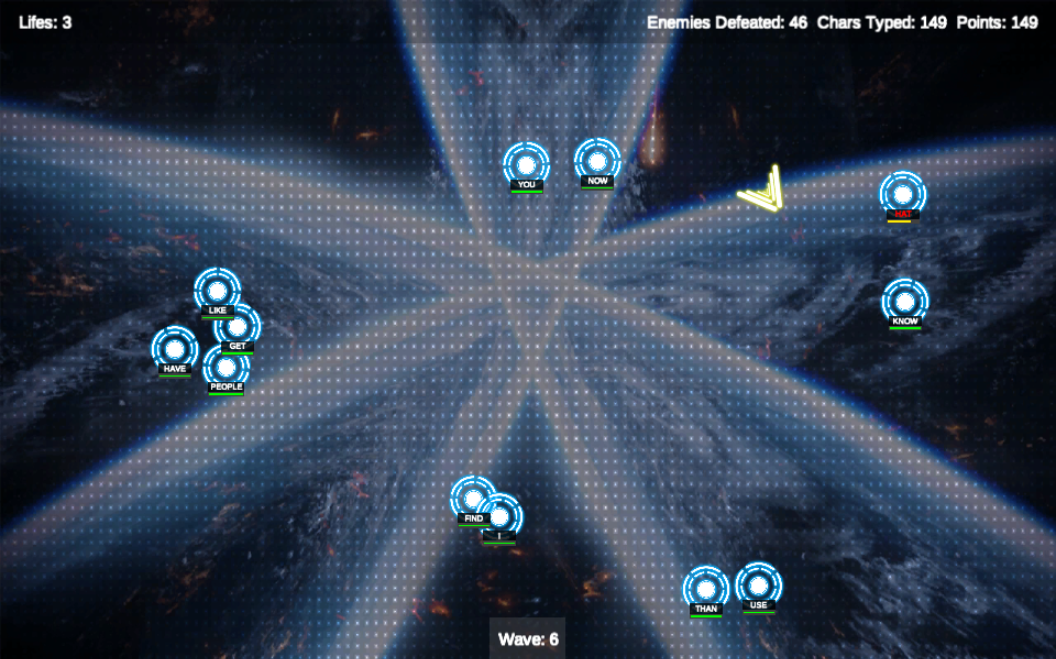 Lifes: 3
Enemies Defeated: 46 Chars Typed: 149 Points: 149
YOU
NOW
HAT
LIKE
KNOW
GET
HAVE
PEOPLE
FIND
I
THAN
USE
Wave: 6